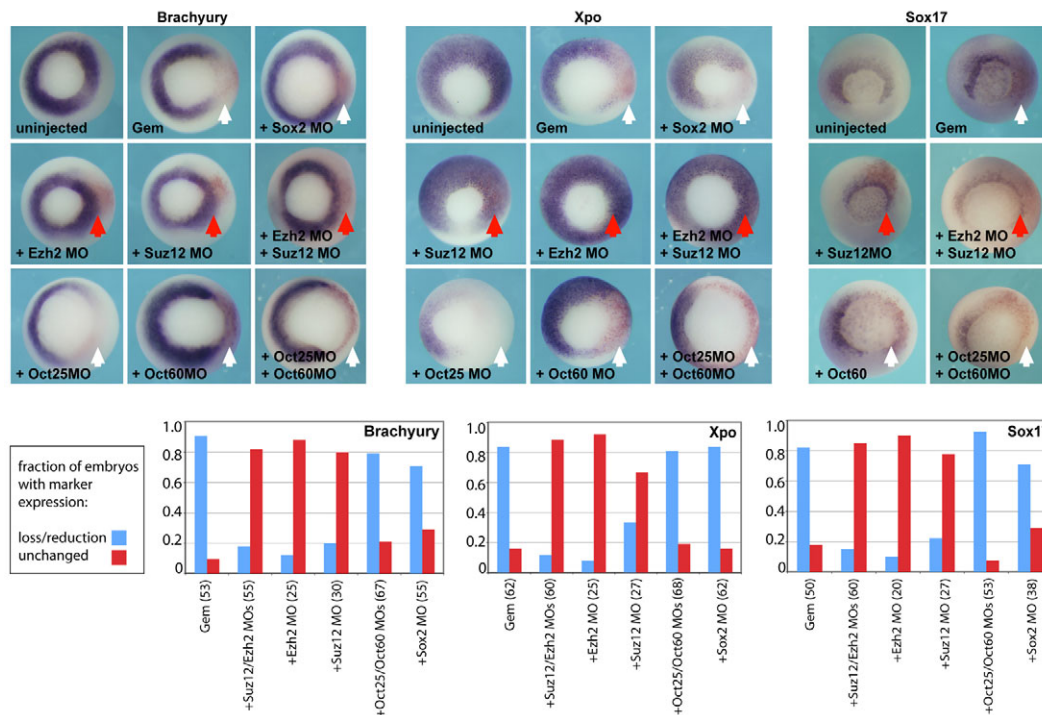 Brachyury
Xpo
Sox17
uninjected
Gem
+ Sox2 MO
uninjected
Gem
+ Sox2 MO
uninjected
Gem
+ Ezh2 MO
+ Suz12 MO
+ Ezh2 MO
+ Suz12 MO
+ Suz12 MO
+ Ezh2 MO
+ Ezh2 MO
+ Suz12 MO
+ Suz12MO
+ Ezh2 MO
+ Suz12 MO
+ Oct25MO
+ Oct60MO
+ Oct25MO
+ Oct60MO
+ Oct25 MO
+ Oct60 MO
+ Oct25MO
+ Oct60MO
+ Oct60
+ Oct25MO
+ Oct60MO
fraction of embryos
with marker
expression:
loss/reduction
unchanged
Brachyury
1.0
0.8
0.6
0.4
0.2
0
Gem (53)
+Suz12/Ezh2 MOs (55)
+Ezh2 MO (25)
+Suz12 MO (30)
+Oct25/Oct60 MOs (67)
+Sox2 MO (55)
Xpo
1.0
0.8
0.6
0.4
0.2
0
Gem (62)
+Suz12/Ezh2 MOs (60)
+Ezh2 MO (25)
+Suz12 MO (27)
+Oct25/Oct60 MOs (68)
+Sox2 MO (62)
Sox1
1.0
0.8
0.6
0.4
0.2
0
Gem (50)
+Suz12/Ezh2 MOs (60)
+Ezh2 MO (20)
+Suz12 MO (27)
+Oct25/Oct60 MOs (53)
+Sox2 MO (38)